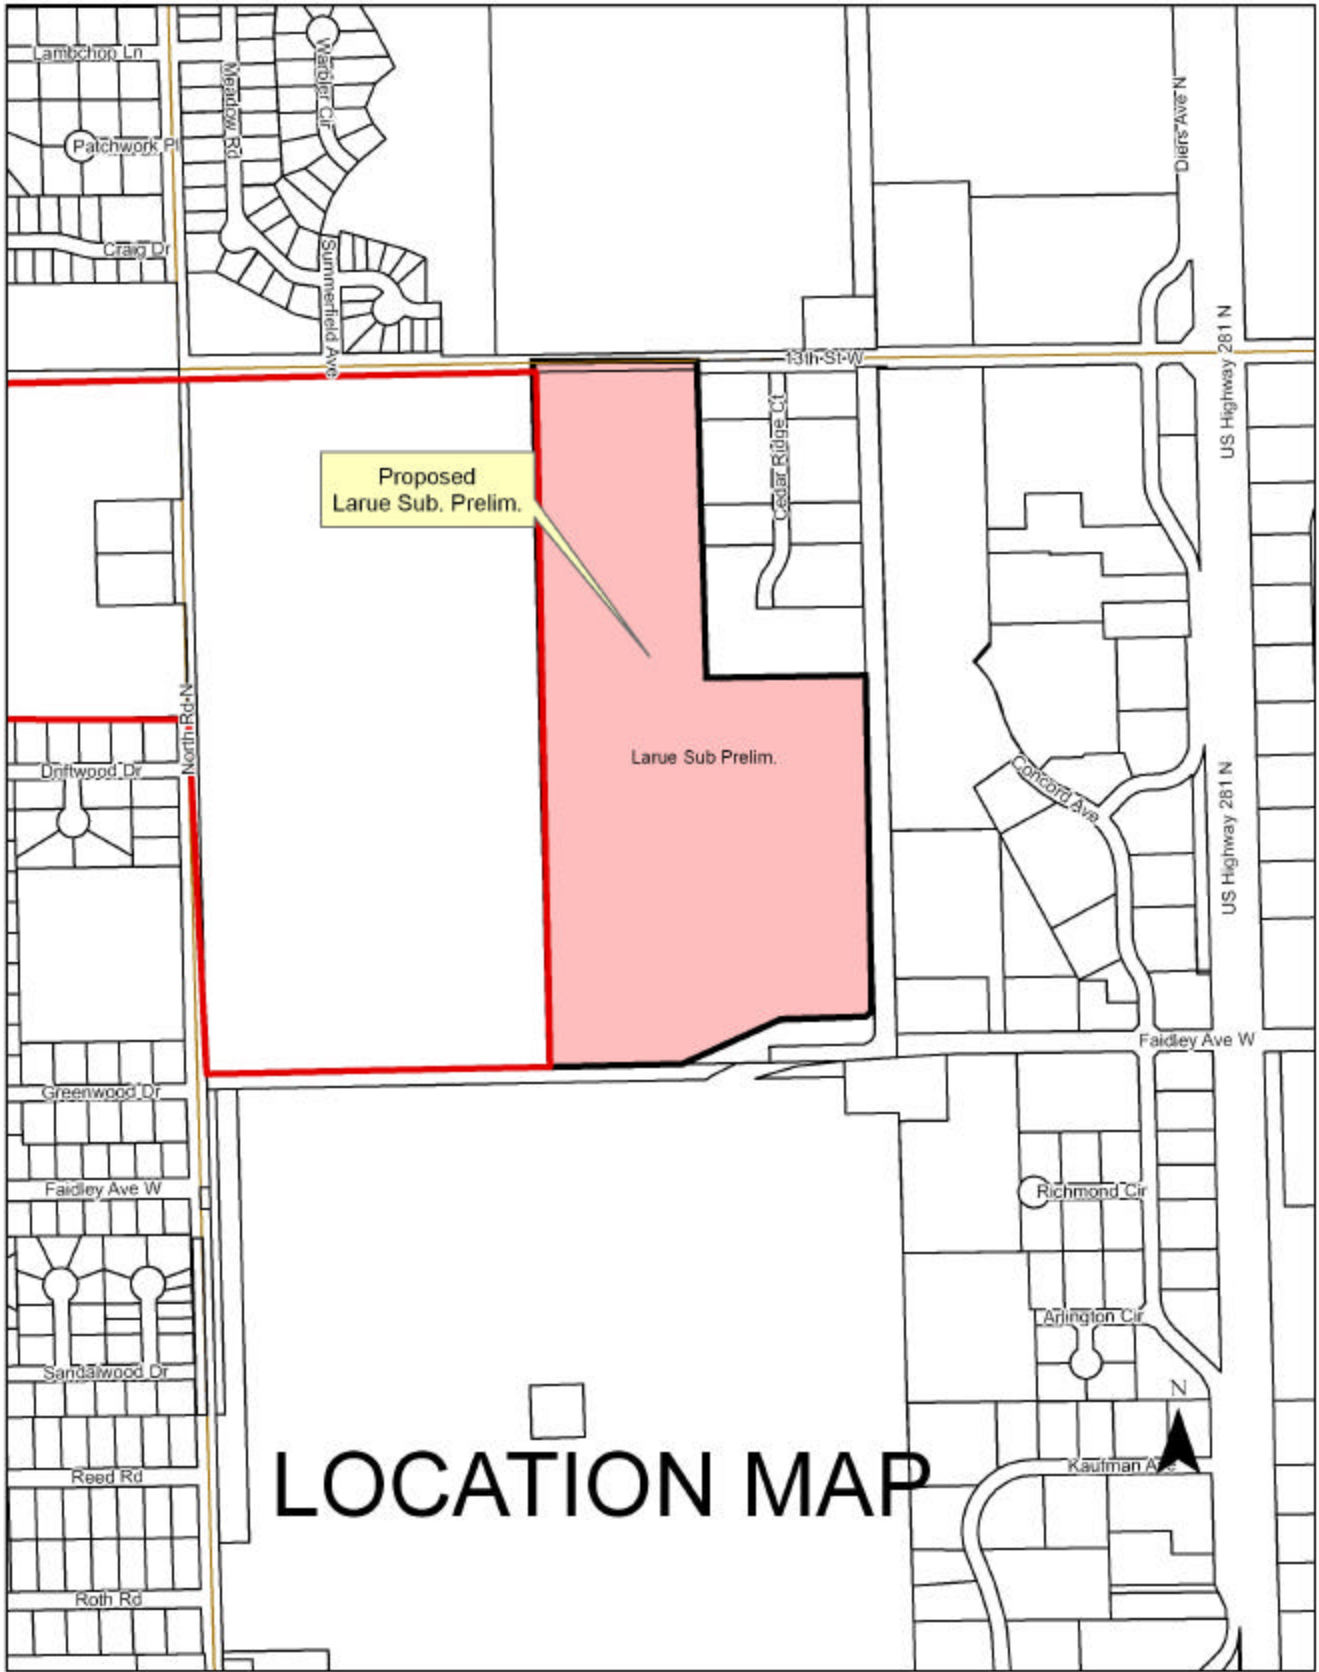 Lambchop Ln
Meadow Rd
Warbler Cir
Diers Ave N
Patchwork Pl
Craig Dr
Summerfield Ave
13th St W
US Highway 281 N
Cedar Ridge Ct
Proposed
Larue Sub. Prelim.
North Rd N
Larue Sub Prelim.
Driftwood Dr
Concord Ave
US Highway 281 N
Faidley Ave W
Greenwood Dr
Faidley Ave W
Richmond Cir
Arlington Cir
Sandalwood Dr
N
Kaufman Ave
Reed Rd
LOCATION MAP
Roth Rd